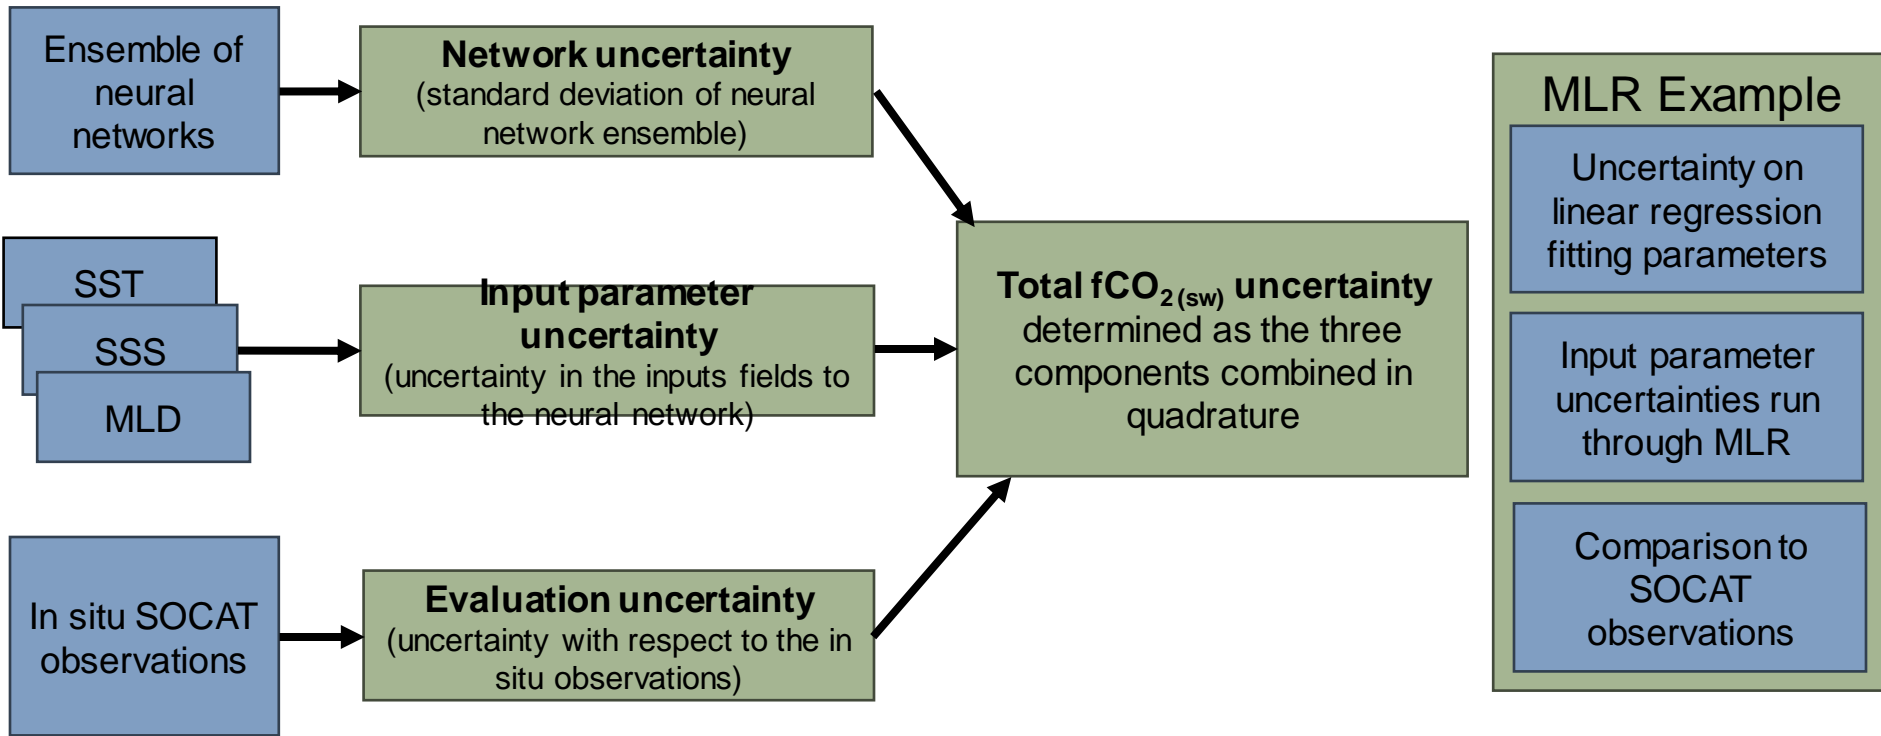 Ensemble of
neural
networks
Network uncertainty
(standard deviation of neural
network ensemble)
SST
SSS
MLD
Input parameter
uncertainty
(uncertainty in the inputs fields to
the neural network)
In situ SOCAT
observations
Evaluation uncertainty
(uncertainty with respect to the in
situ observations)
Total fCO2 (sw) uncertainty
determined as the three
components combined in
quadrature
MLR Example
Uncertainty on
linear regression
fitting parameters
Input parameter
uncertainties run
through MLR
Comparison to
SOCAT
observations